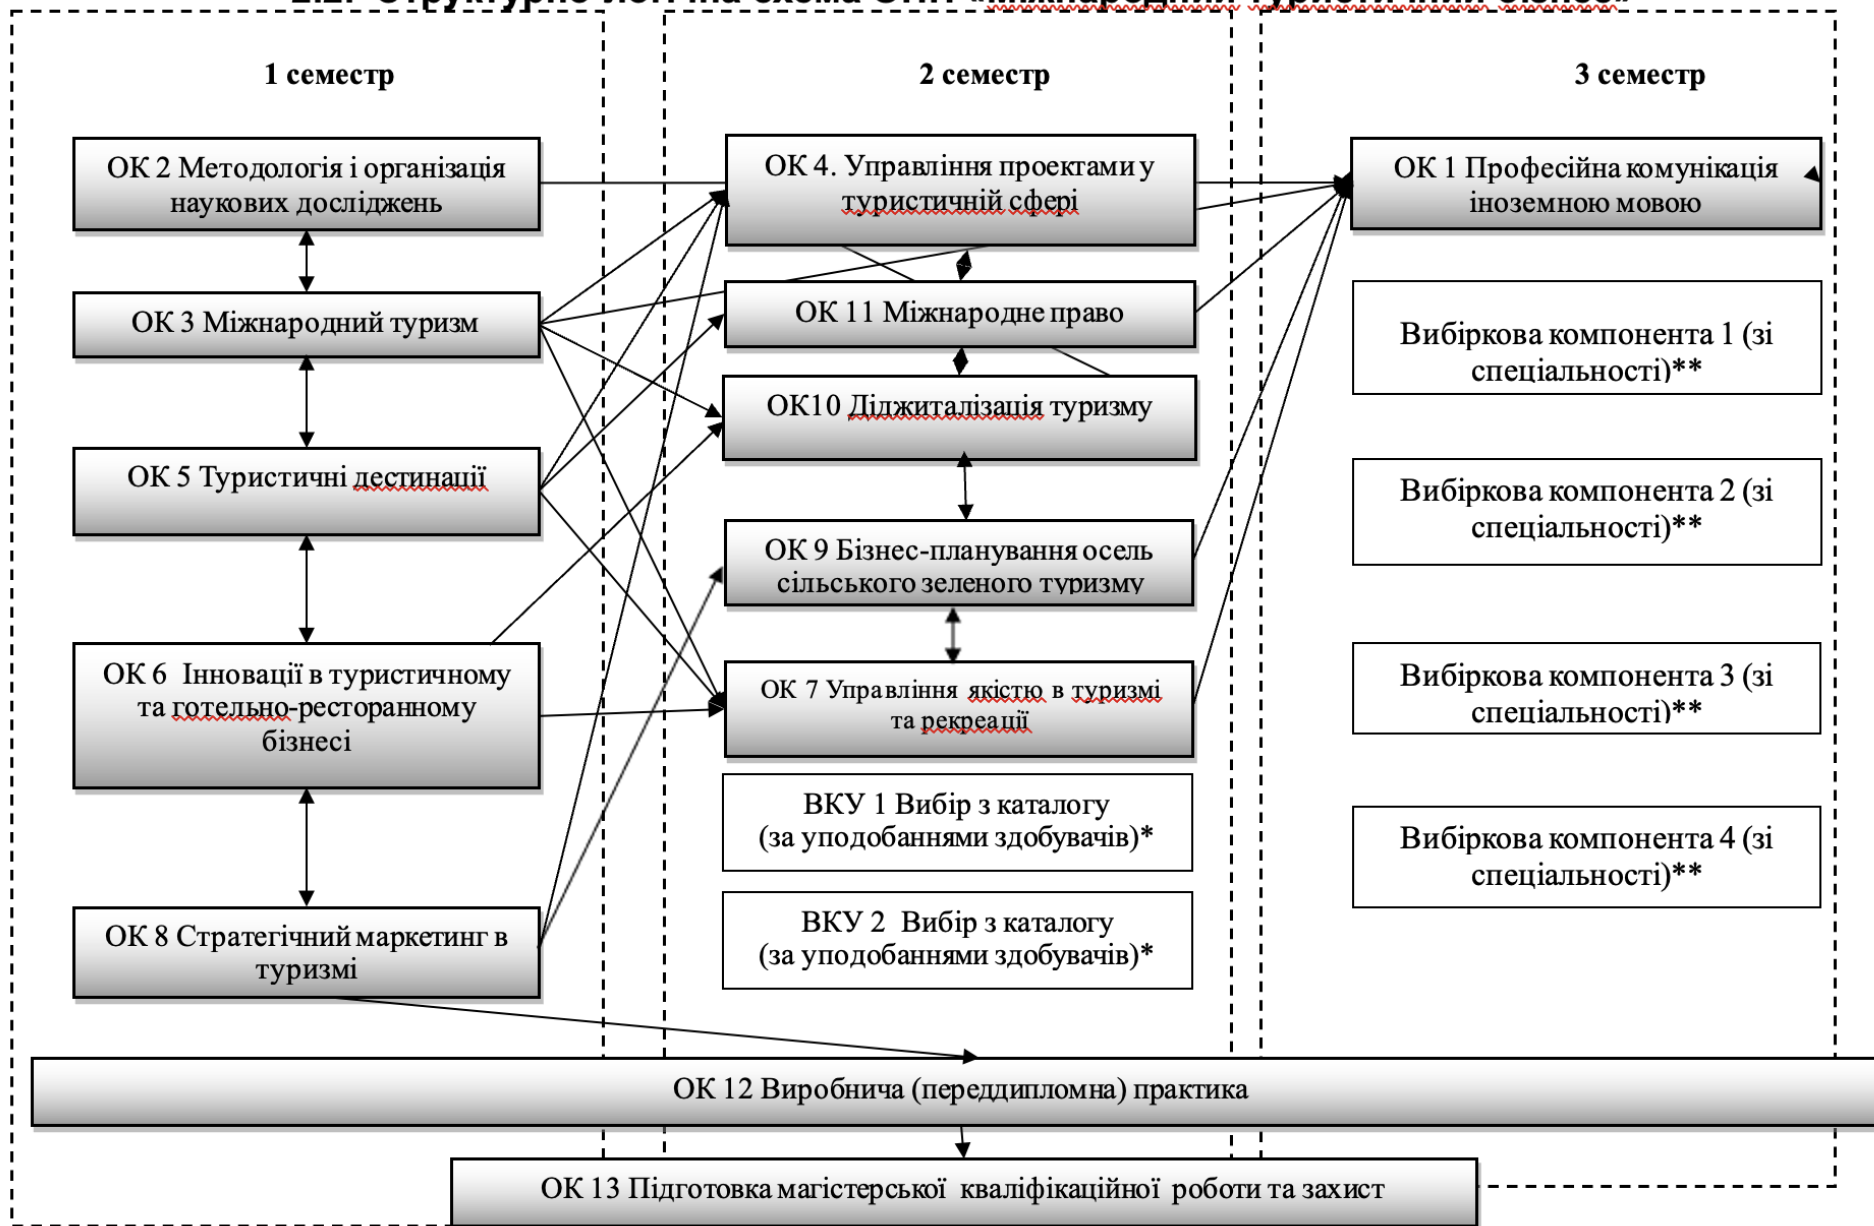 1 семестр
2 семестр
3 семестр
ОК 2 Методологія і організація
наукових досліджень
ОК 3 Міжнародний туризм
ОК 5 Туристичні дестинації
ОК 6 Інновації в туристичному
та готельно-ресторанному
бізнесі
ОК 8 Стратегічний маркетинг в
туризмі
ОК 4. Управління проектами у
туристичній сфері
ОК 11 Міжнародне право
ОК10 Діджиталізація туризму
ОК 9 Бізнес-планування осель
сільського зеленого туризму
ОК 7 Управління якістю в туризмі
та рекреації
ВКУ 1 Вибір з каталогу
(за уподобаннями здобувачів)*
ВКУ 2 Вибір з каталогу
(за уподобаннями здобувачів)*
ОК 1 Професійна комунікація
іноземною мовою
Вибіркова компонента 1 (зі
спеціальності)**
Вибіркова компонента 2 (зі
спеціальності)**
Вибіркова компонента 3 (зі
спеціальності)**
Вибіркова компонента 4 (зі
спеціальності)**
ОК 12 Виробнича (переддипломна) практика
ОК 13 Підготовка магістерської кваліфікаційної роботи та захист